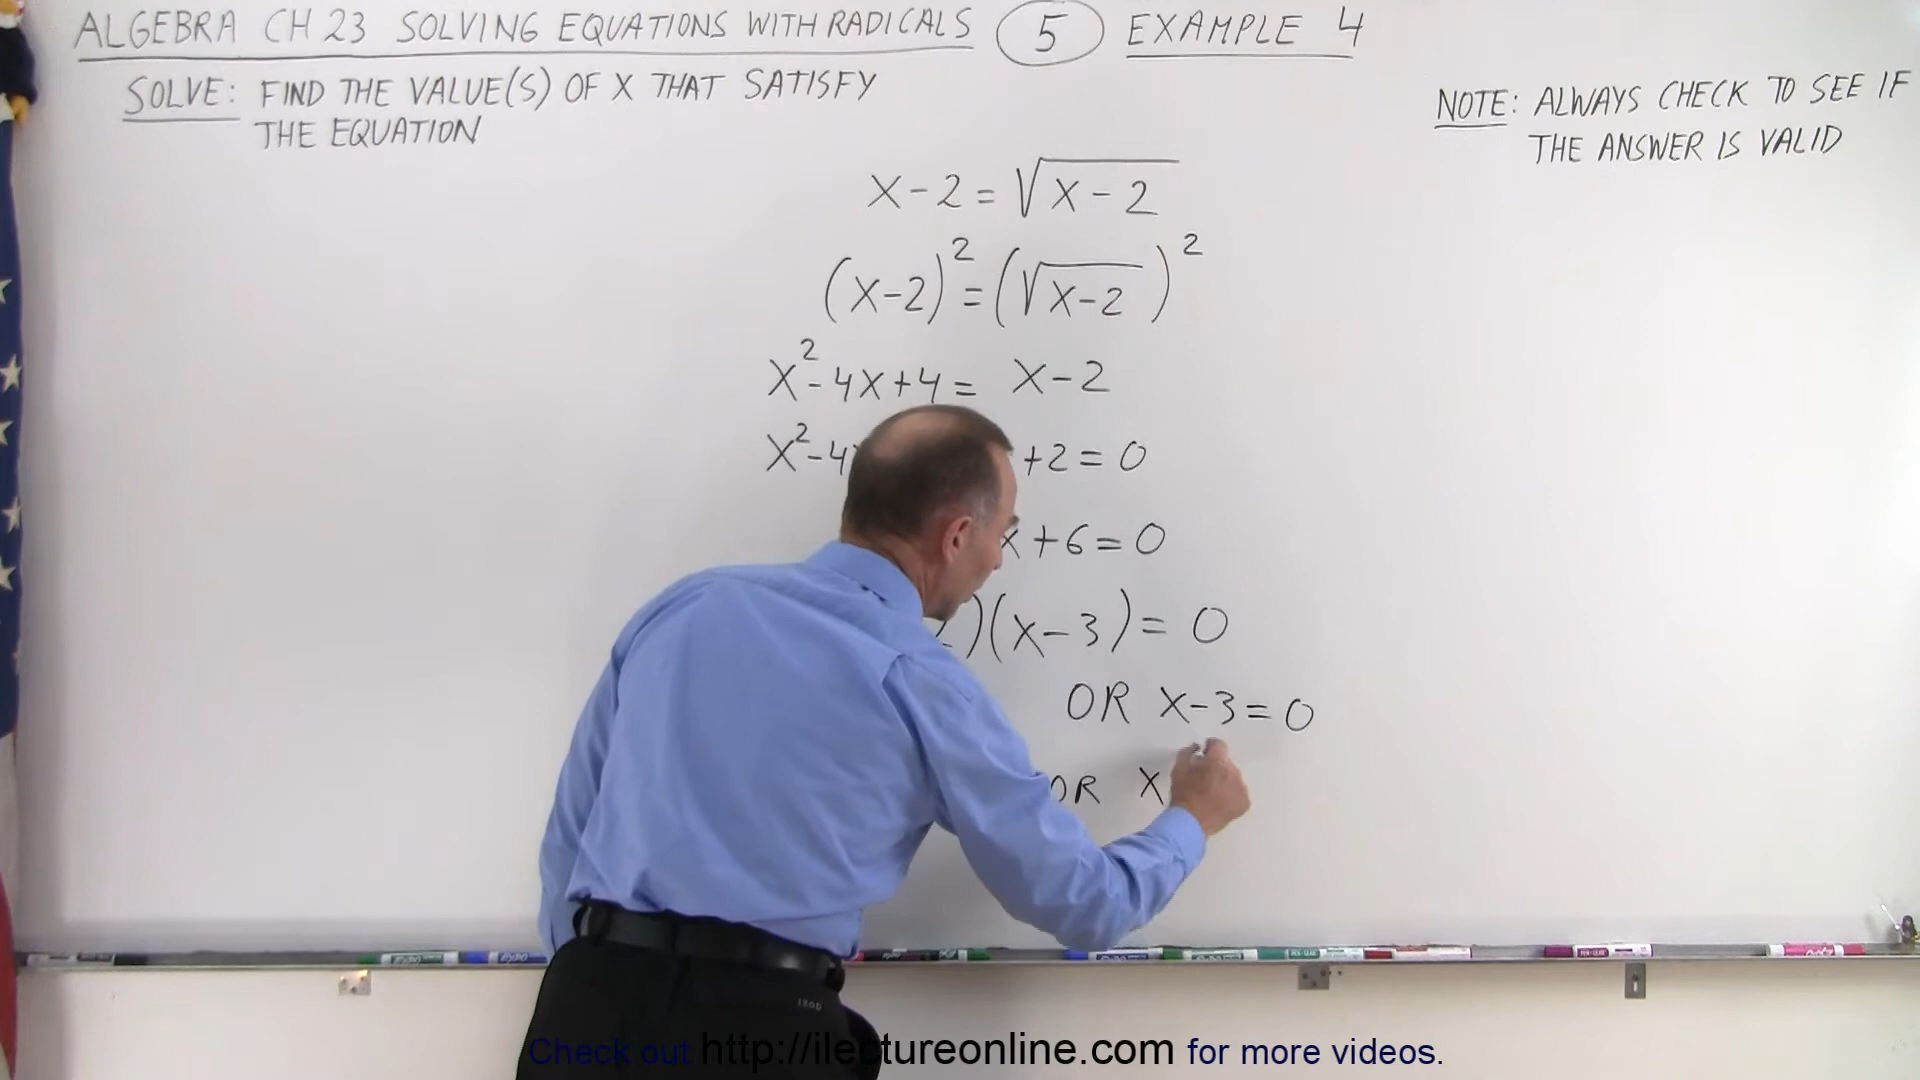 ALGEBRA CH 23 SOLVING EQUATIONS WITH RADICALS 5 EXAMPLE 4
SOLVE: FIND THE VALUE(S) OF X THAT SATISFY
THE EQUATION
NOTE: ALWAYS CHECK TO SEE IF
THE ANSWER IS VALID
X-2=√X-2
(X-2)²=(√X-2)²
X²-4X+4=X-2
X²-4 +2=0
X+6=0
)(X-3)=0
OR X-3=0
OR X
Check out http://ilectureonline.com for more videos.